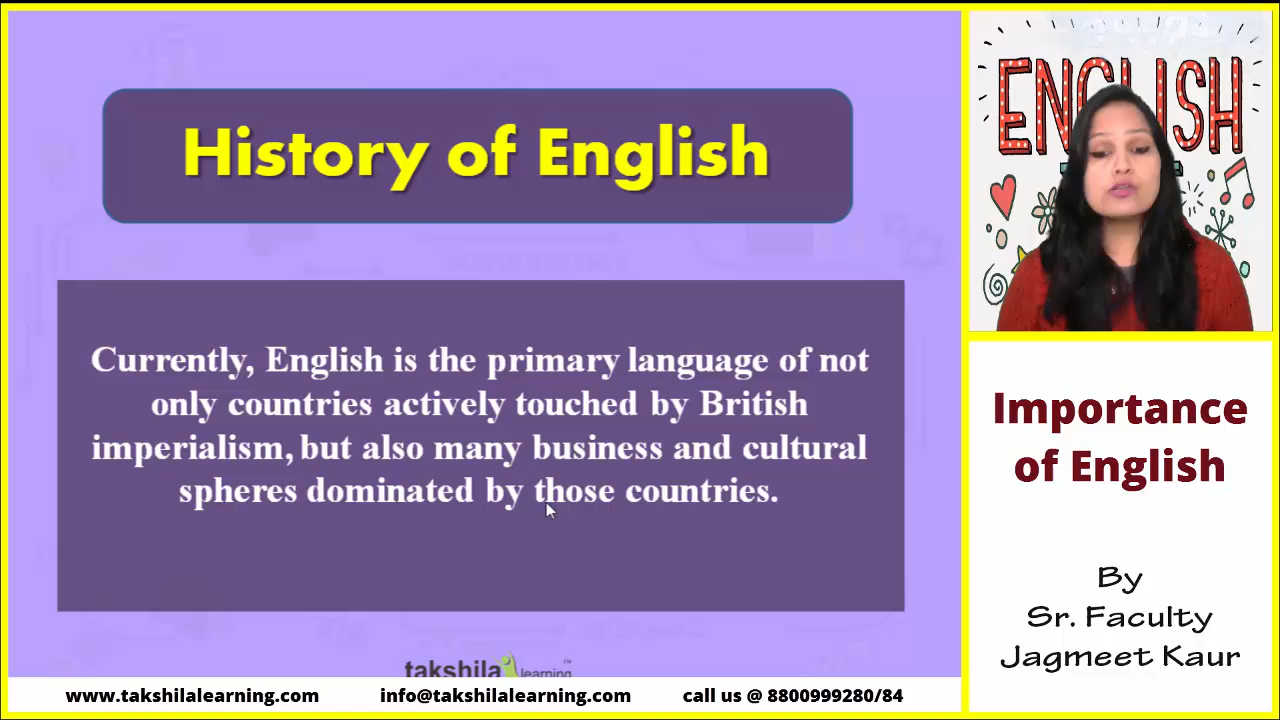 History of English
Currently, English is the primary language of not
only countries actively touched by British
imperialism, but also many business and cultural
spheres dominated by those countries.
takshila learning™
www.takshilalearning.com info@takshilalearning.com call us @ 8800999280/84
ENGLISH
Importance
of English
By
Sr. Faculty
Jagmeet Kaur